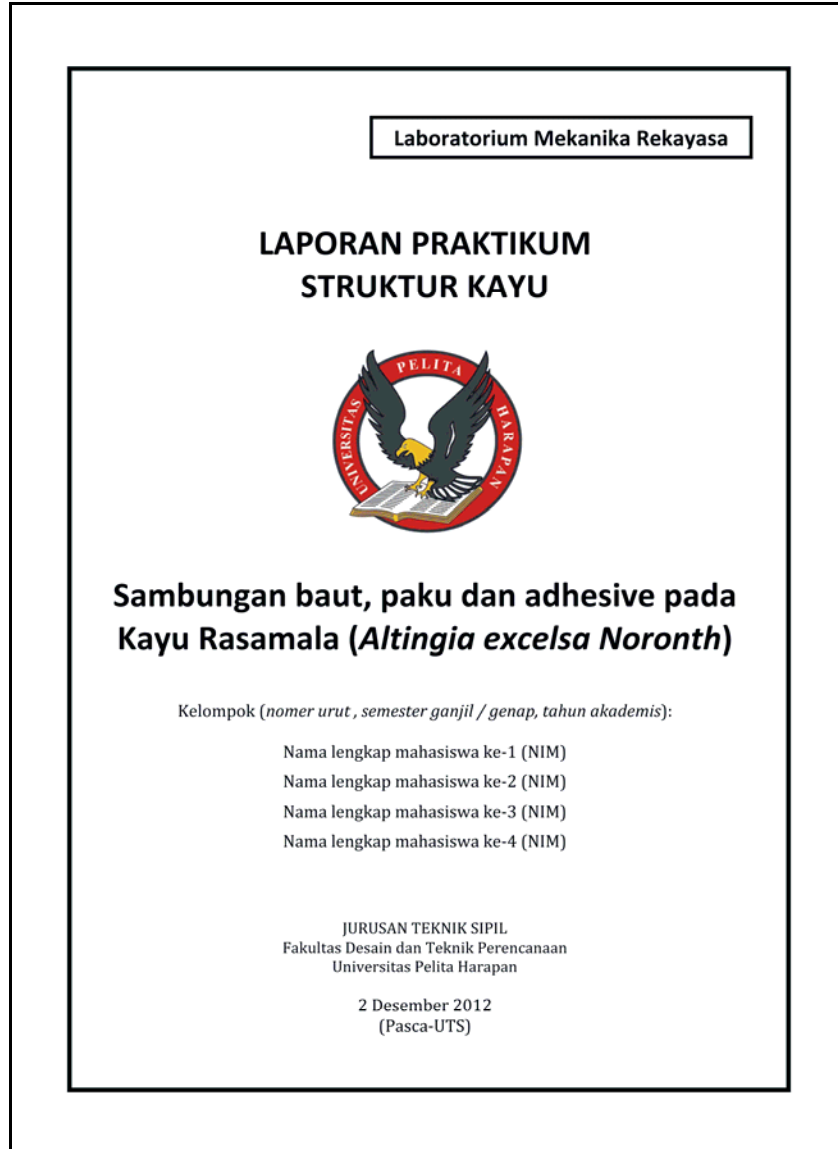 Laboratorium Mekanika Rekayasa
LAPORAN PRAKTIKUM
STRUKTUR KAYU
UNIVERSITAS PELITA HARAPAN
Sambungan baut, paku dan adhesive pada
Kayu Rasamala (Altingia excelsa Noronth)
Kelompok (nomer urut , semester ganjil / genap, tahun akademis):
Nama lengkap mahasiswa ke-1 (NIM)
Nama lengkap mahasiswa ke-2 (NIM)
Nama lengkap mahasiswa ke-3 (NIM)
Nama lengkap mahasiswa ke-4 (NIM)
JURUSAN TEKNIK SIPIL
Fakultas Desain dan Teknik Perencanaan
Universitas Pelita Harapan
2 Desember 2012
(Pasca-UTS)